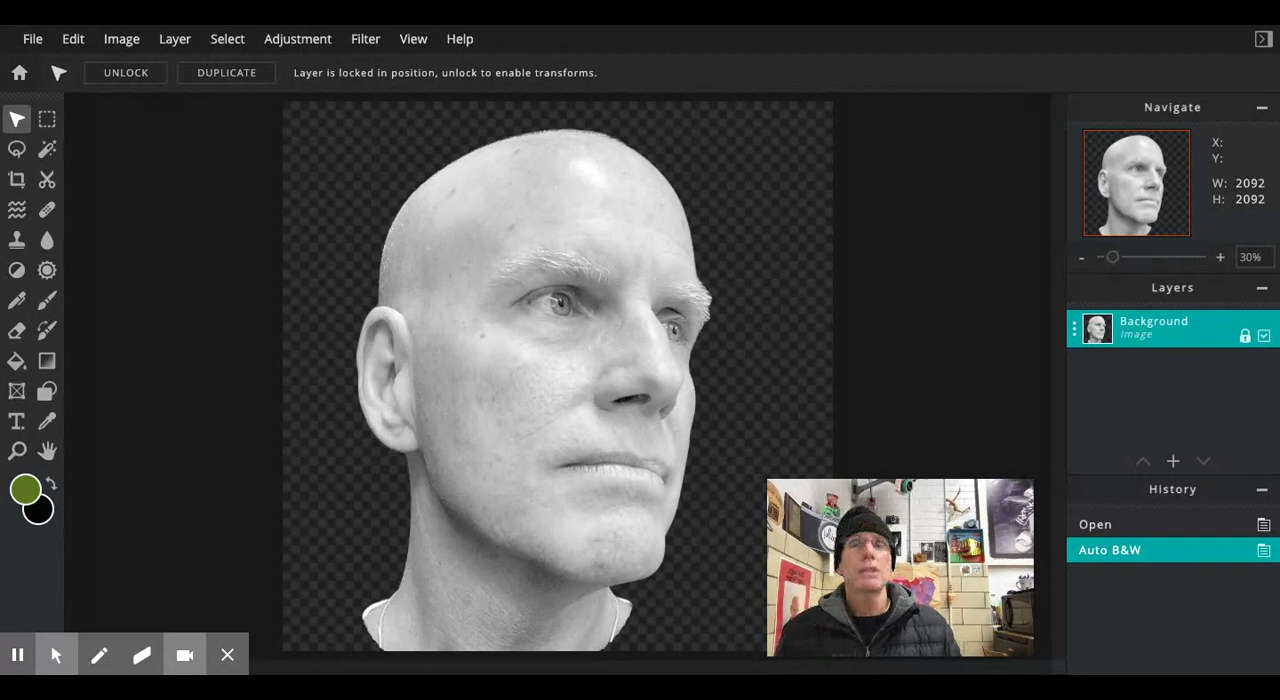 File Edit Image Layer Select Adjustment Filter View Help
UNLOCK DUPLICATE Layer is locked in position, unlock to enable transforms.
Navigate
X:
Y:
W: 2092
H: 2092
- + 30%
Layers
Background
Image
+
History
Open
Auto B&W
T